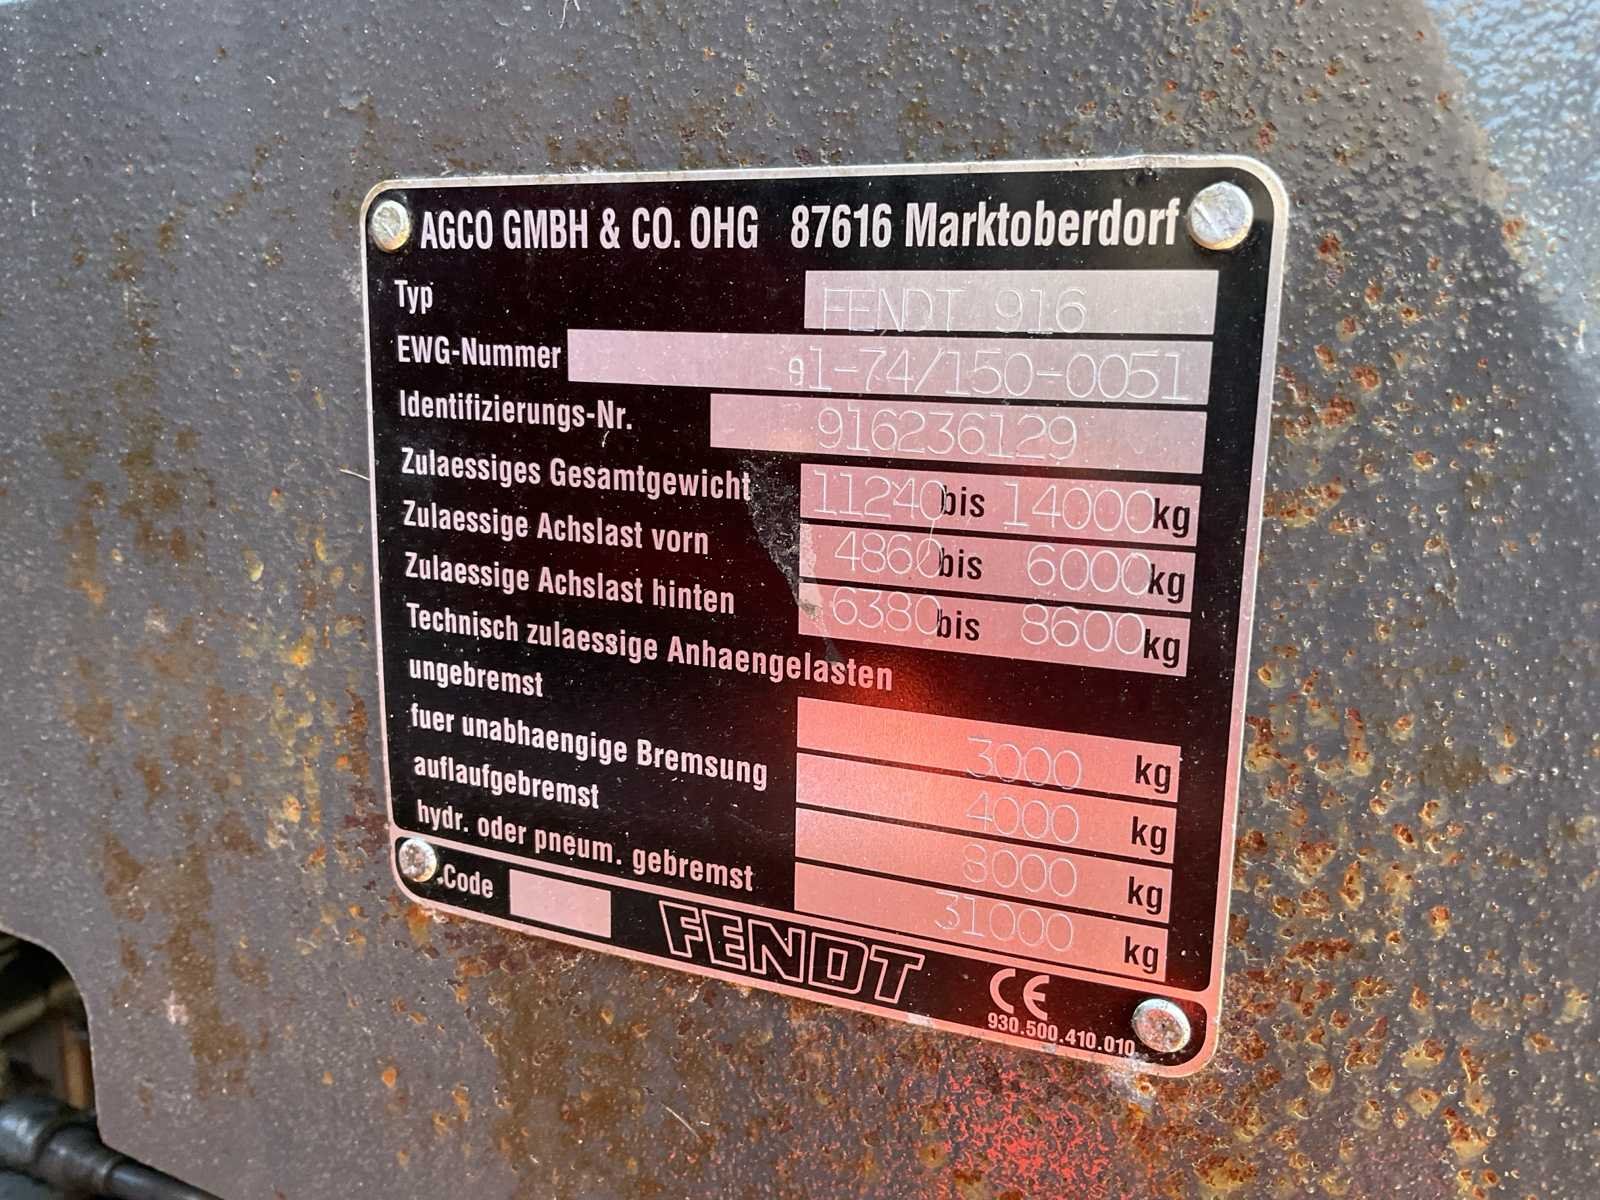 AGCO GMBH & CO. OHG 87616 Marktoberdorf
Typ FENDT 916
EWG-Nummer e1-74/150-0051
Identifizierungs-Nr. 916236129
Zulaessiges Gesamtgewicht 11240 bis 14000 kg
Zulaessige Achslast vorn 4860 bis 6000 kg
Zulaessige Achslast hinten 6380 bis 8600 kg
Technisch zulaessige Anhaengelasten
ungebremst 3000 kg
fuer unabhaengige Bremsung 4000 kg
auflaufgebremst 8000 kg
hydr. oder pneum. gebremst 31000 kg
.-Code
FENDT
CE
930.500.410.010